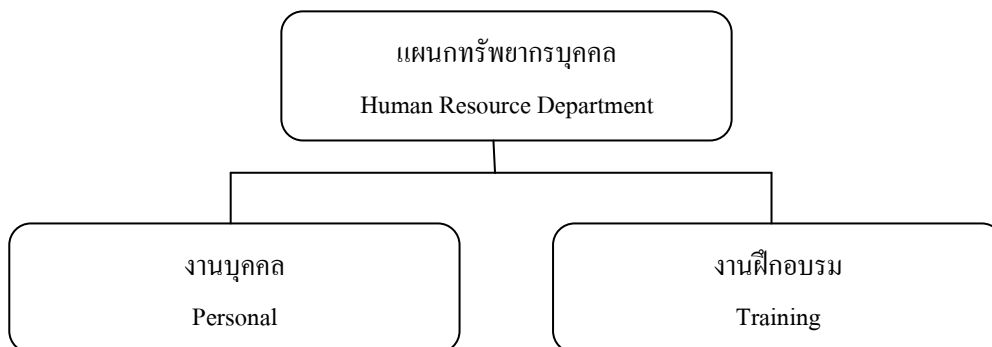 แผนกทรัพยากรบุคคล
Human Resource Department
งานบุคคล
Personal
งานฝึกอบรม
Training